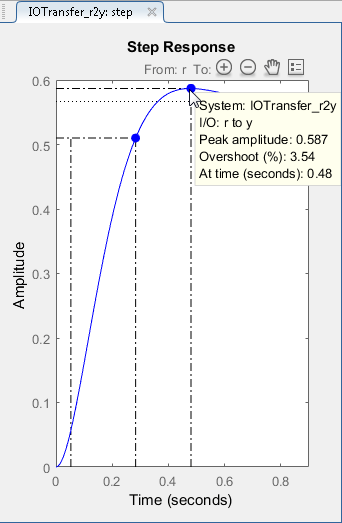 IOTransfer_r2y: step
Step Response
From: r To:
System: IOTransfer_r2y
I/O: r to y
Peak amplitude: 0.587
Overshoot (%): 3.54
At time (seconds): 0.48
0.6
0.5
0.4
0.3
0.2
0.1
0
Amplitude
0
0.2
0.4
0.6
0.8
Time (seconds)